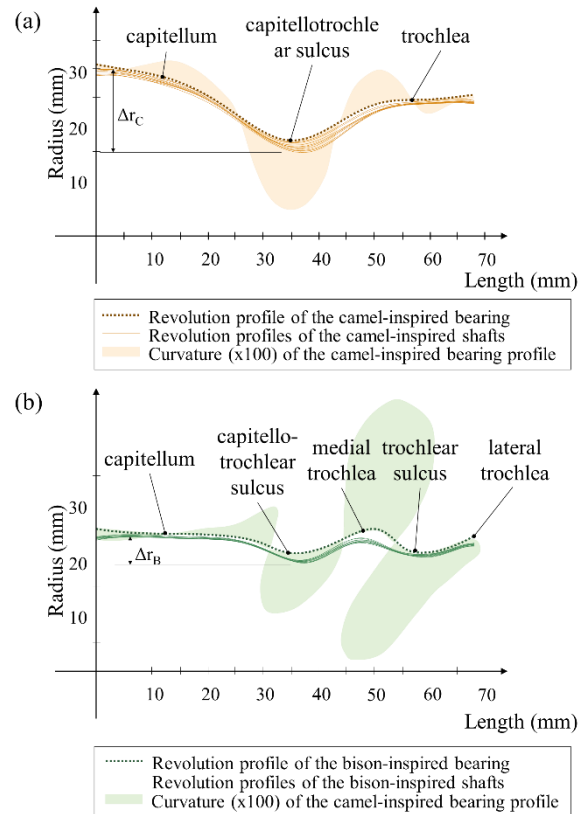 (a)
capitellum
capitellotrochle
ar sulcus
trochlea
30
20
10
Radius (mm)
Δr_C
10 20 30 40 50 60 70
Length (mm)
Revolution profile of the camel-inspired bearing
Revolution profiles of the camel-inspired shafts
Curvature (x100) of the camel-inspired bearing profile
(b)
capitellum
capitello-
trochlear
sulcus
medial
trochlea
trochlear
sulcus
lateral
trochlea
30
20
10
Radius (mm)
Δr_B
10 20 30 40 50 60 70
Length (mm)
Revolution profile of the bison-inspired bearing
Revolution profiles of the bison-inspired shafts
Curvature (x100) of the camel-inspired bearing profile